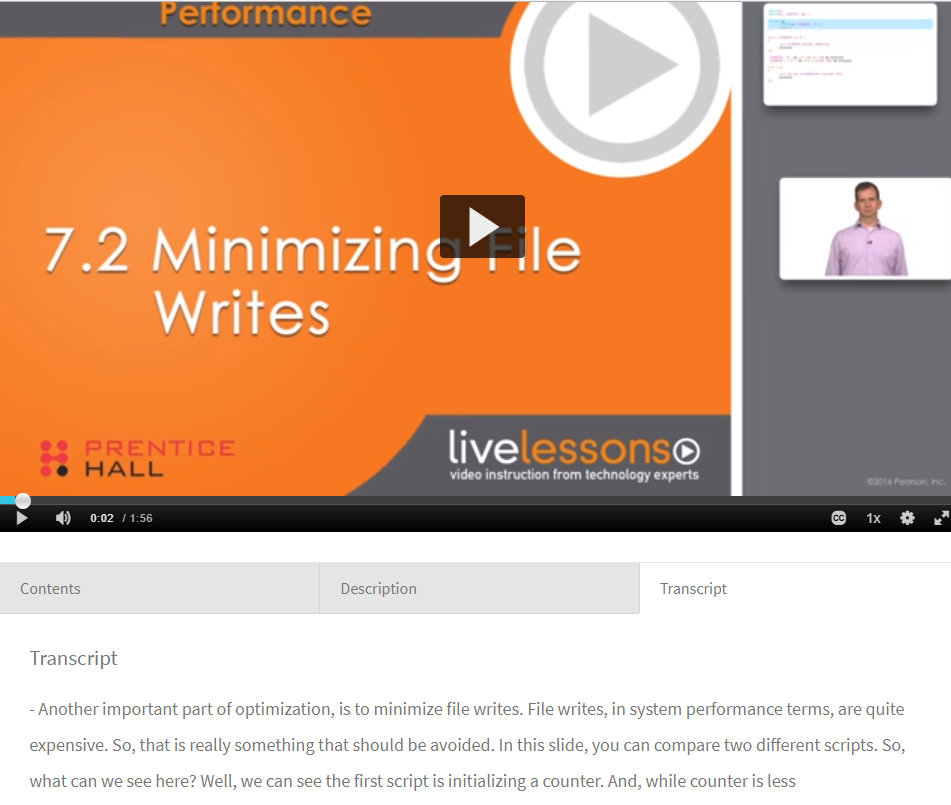 Performance
7.2 Minimizing File
Writes
PRENTICE
HALL
livelessons
video instruction from technology experts
©2016 Pearson, Inc.
0:02 / 1:56
CC
1x
Contents
Description
Transcript
Transcript
- Another important part of optimization, is to minimize file writes. File writes, in system performance terms, are quite
expensive. So, that is really something that should be avoided. In this slide, you can compare two different scripts. So,
what can we see here? Well, we can see the first script is initializing a counter. And, while counter is less